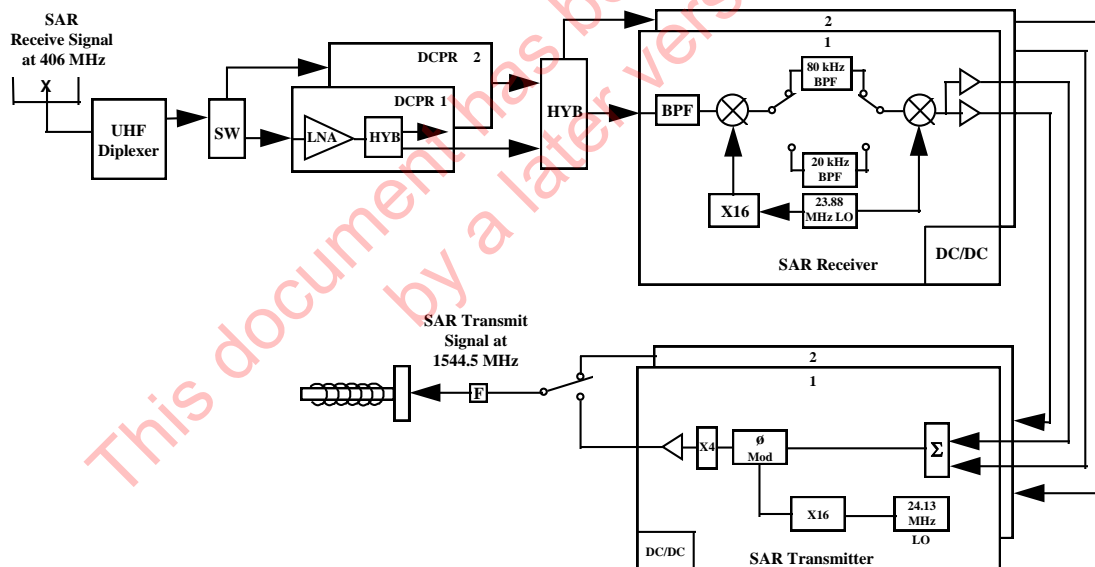 SAR
Receive Signal
at 406 MHz
X
UHF
Diplexer
SW
DCPR 2
DCPR 1
LNA
HYB
HYB
2
1
BPF
80 kHz
BPF
20 kHz
BPF
X16
23.88
MHz LO
DC/DC
SAR Receiver
SAR Transmit
Signal at
1544.5 MHz
F
2
1
X4
ø
Mod
Σ
X16
24.13
MHz
LO
DC/DC
SAR Transmitter
This document has be
by a later vers